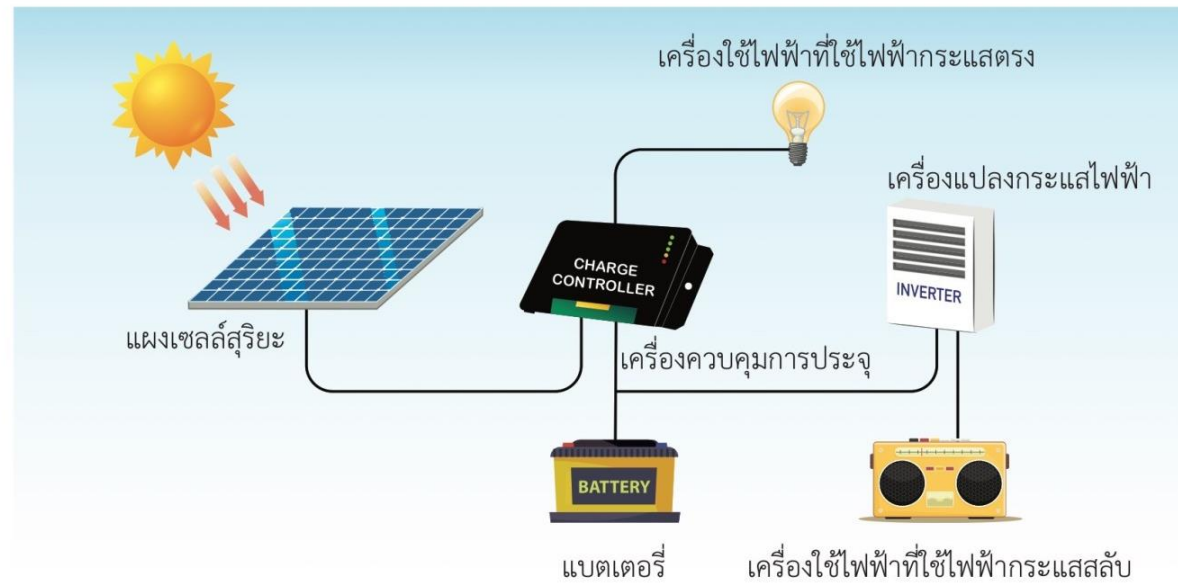 เครื่องใช้ไฟฟ้าที่ใช้ไฟฟ้ากระแสตรง
เครื่องแปลงกระแสไฟฟ้า
CHARGE
CONTROLLER
INVERTER
แผงเซลล์สุริยะ
เครื่องควบคุมการประจุ
BATTERY
แบตเตอรี่
เครื่องใช้ไฟฟ้าที่ใช้ไฟฟ้ากระแสสลับ